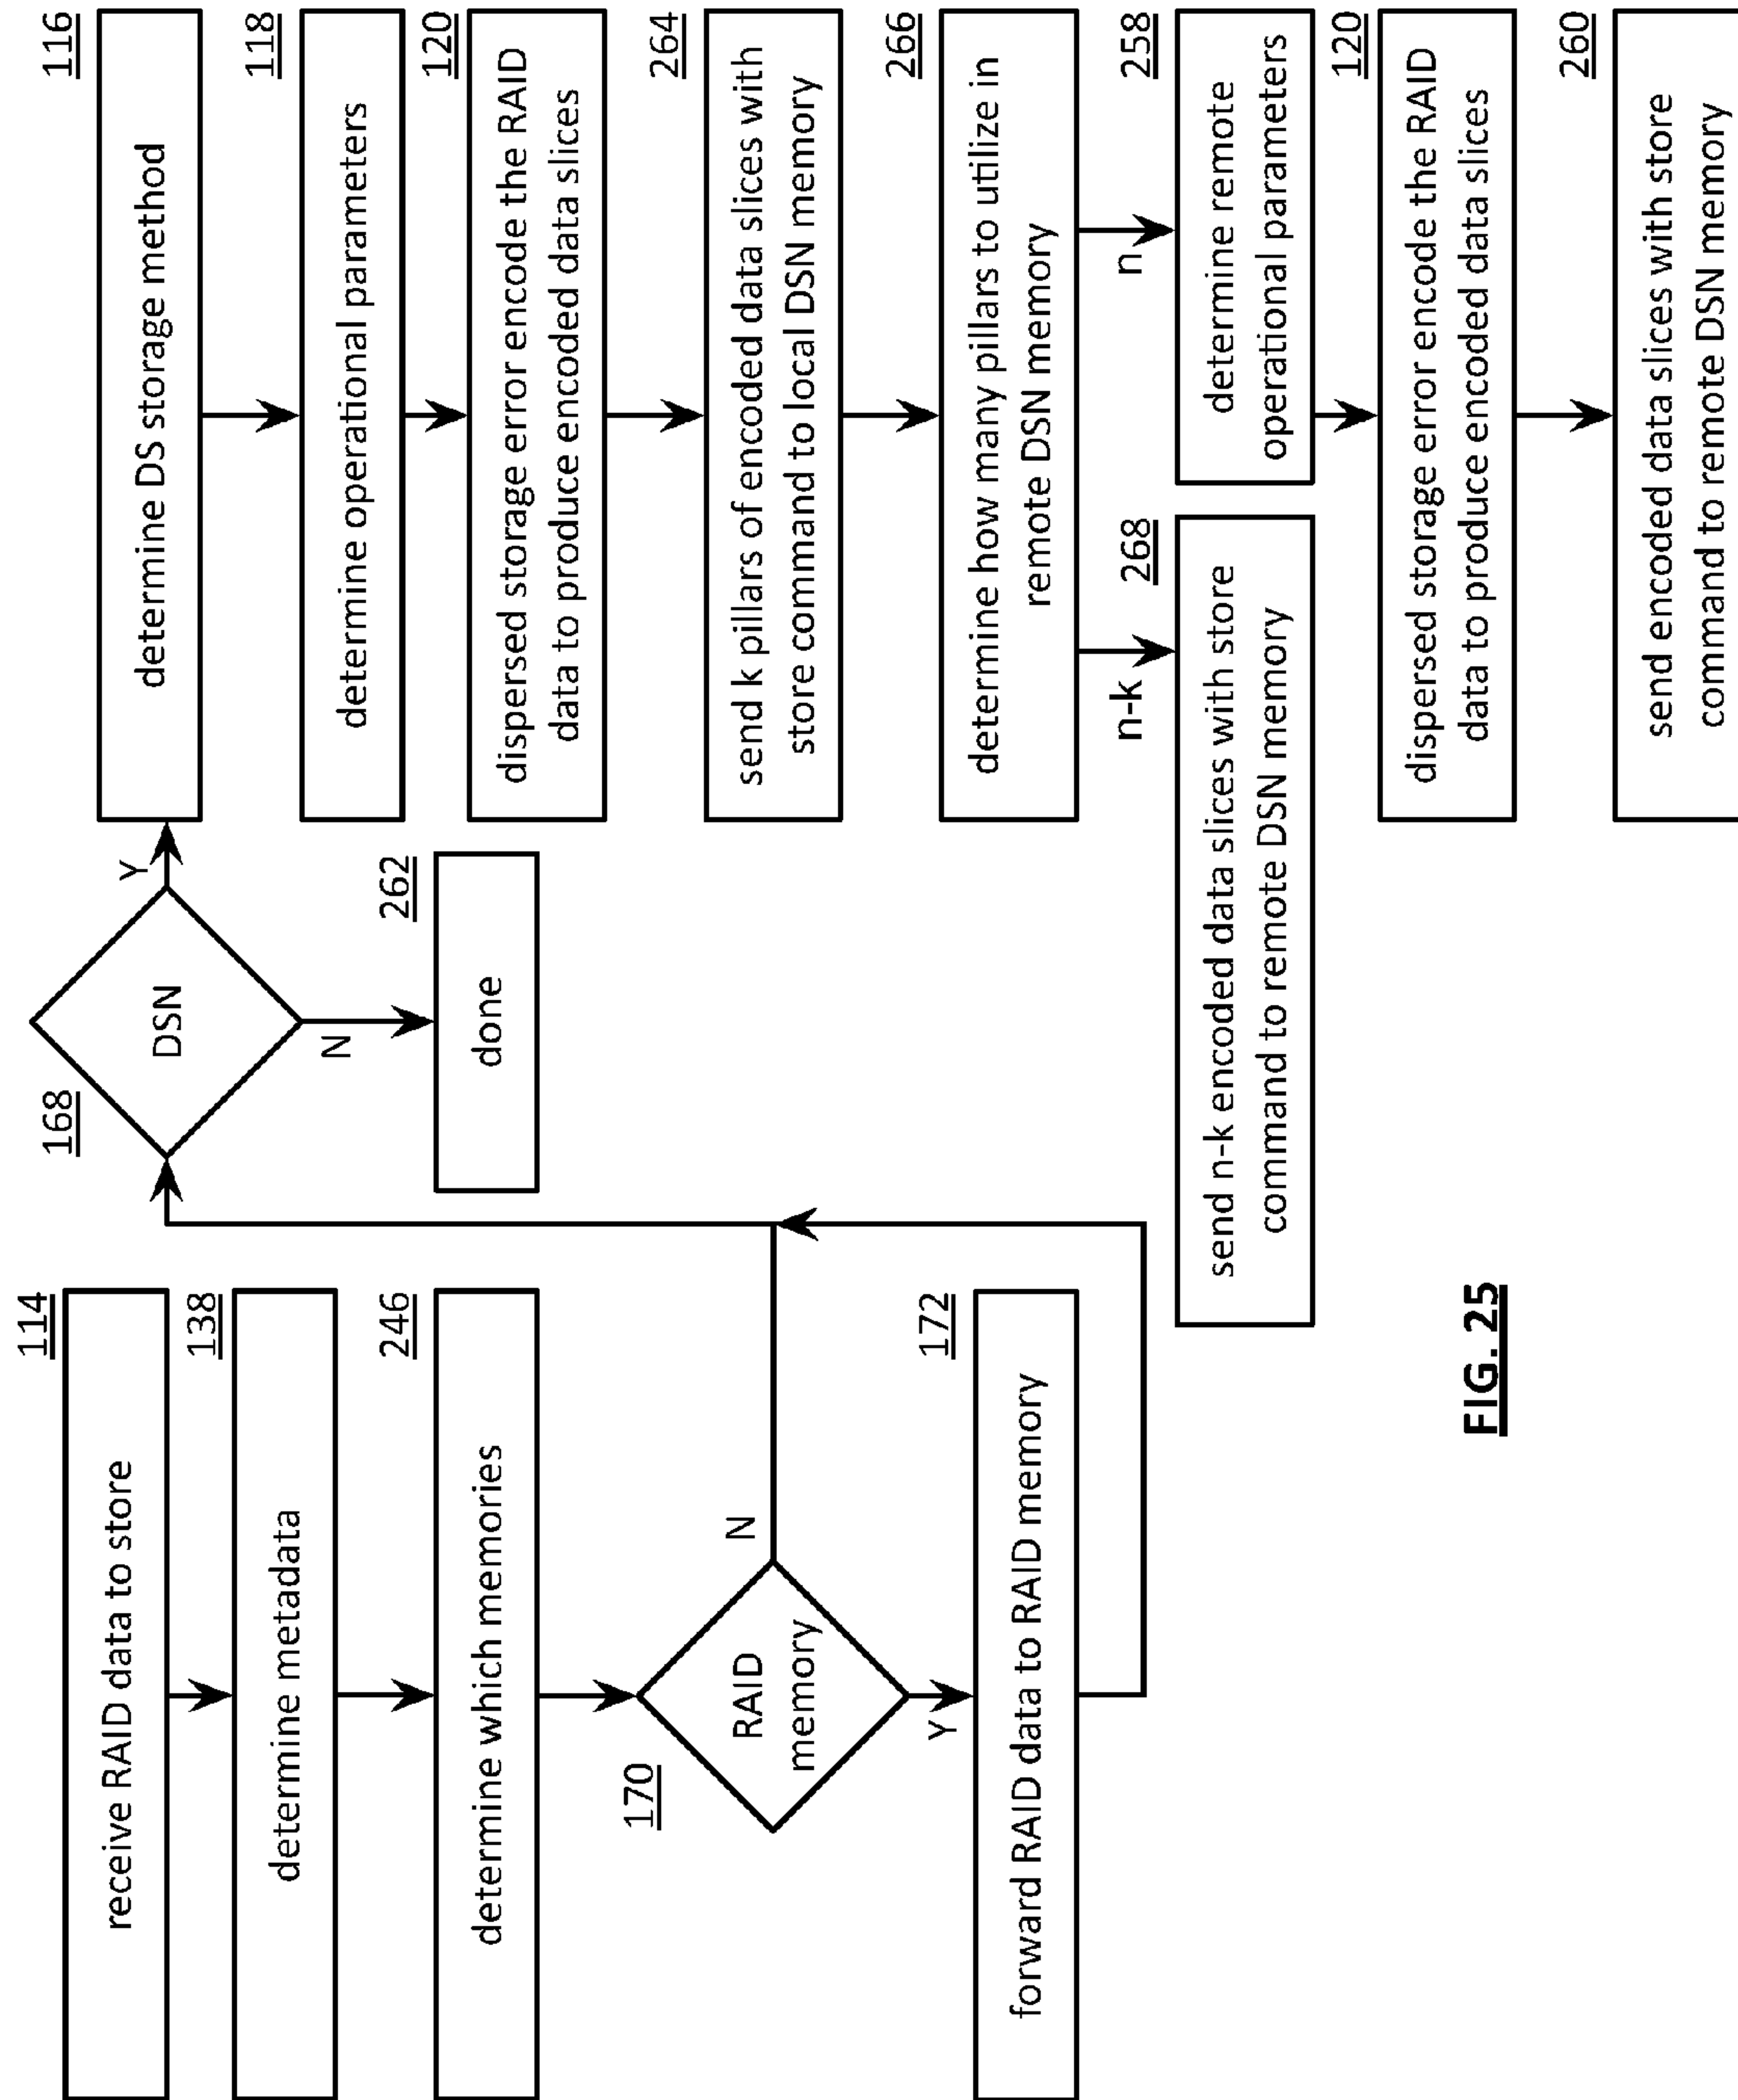 114
receive RAID data to store
138
determine metadata
246
determine which memories
170
RAID
memory
N
Y
172
forward RAID data to RAID memory
168
DSN
Y
N
262
done
116
determine DS storage method
118
determine operational parameters
120
dispersed storage error encode the RAID
data to produce encoded data slices
264
send k pillars of encoded data slices with
store command to local DSN memory
266
determine how many pillars to utilize in
remote DSN memory
n-k
n
268
send n-k encoded data slices with store
command to remote DSN memory
258
determine remote
operational parameters
120
dispersed storage error encode the RAID
data to produce encoded data slices
260
send encoded data slices with store
command to remote DSN memory
FIG. 25